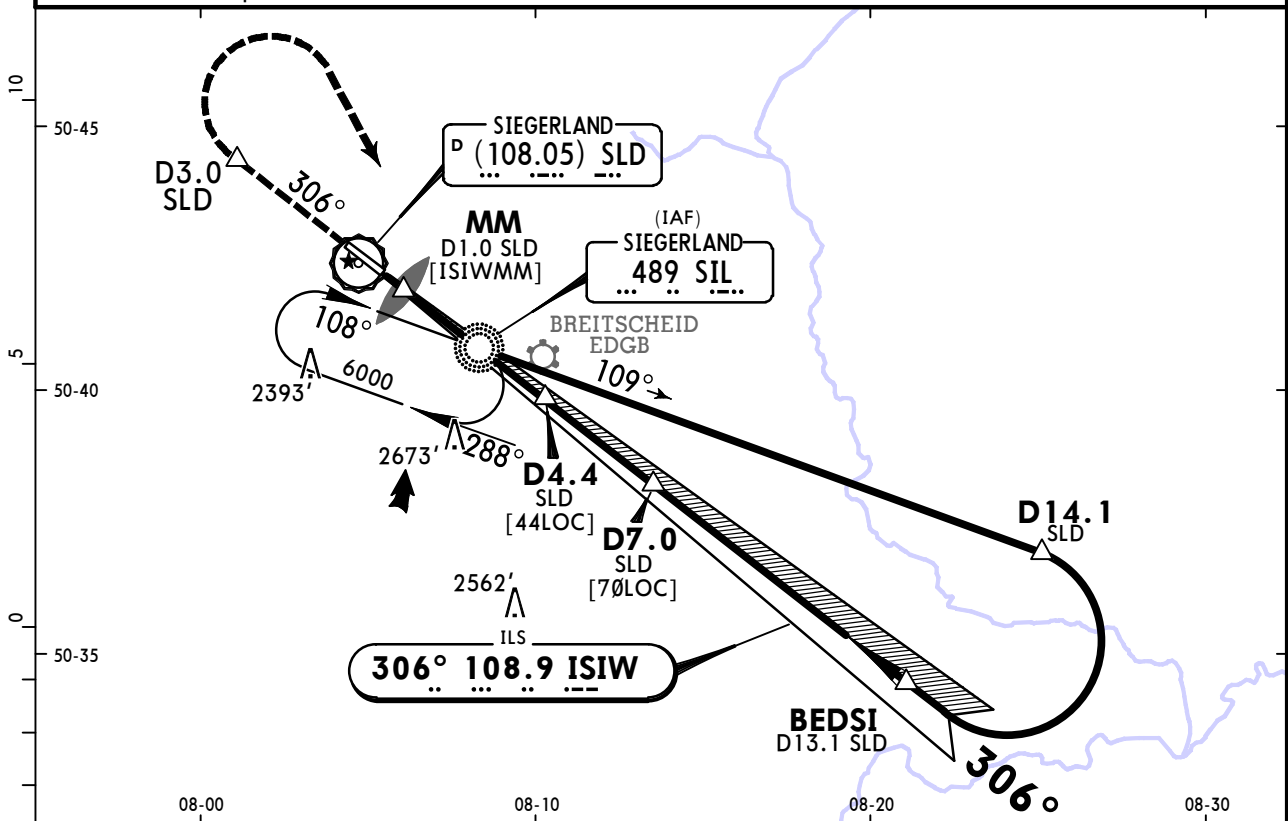 10
50-45
SIEGERLAND
D (108.05) SLD
D3.0
SLD
306°
MM
D1.0 SLD
[ISIWMM]
(IAF)
SIEGERLAND
489 SIL
108°
BREITSCHEID
EDGB
5
50-40
2393'
6000
109°
2673'
288°
D4.4
SLD
[44LOC]
D7.0
SLD
[7ØLOC]
D14.1
SLD
2562'
0
50-35
ILS
306° 108.9 ISIW
BEDSI
D13.1 SLD
306°
08-00
08-10
08-20
08-30